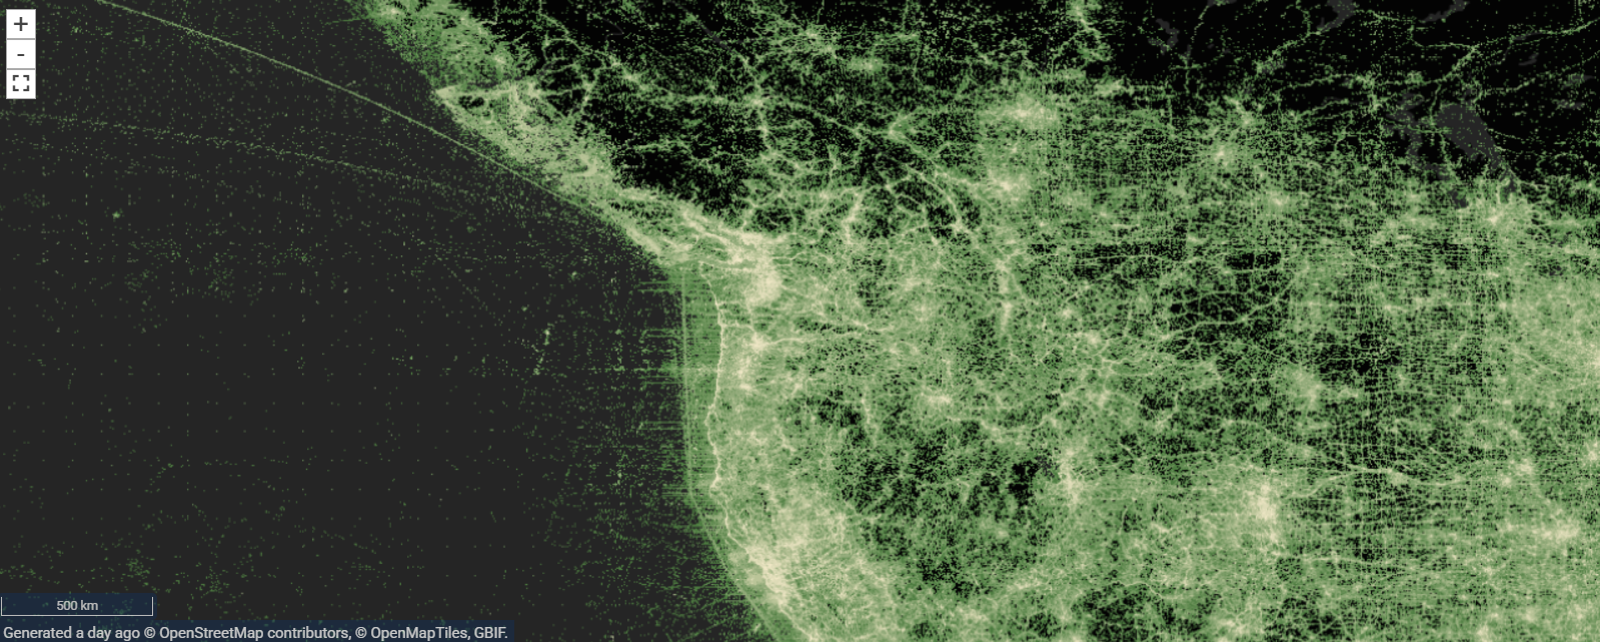 +
-
500 km
Generated a day ago © OpenStreetMap contributors, © OpenMapTiles, GBIF.